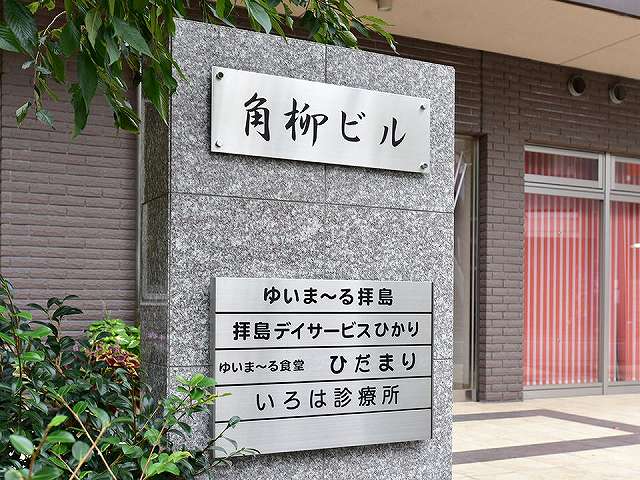 角柳ビル
ゆいま～る拝島
拝島デイサービスひかり
ゆいま～る食堂 ひだまり
いろは診療所